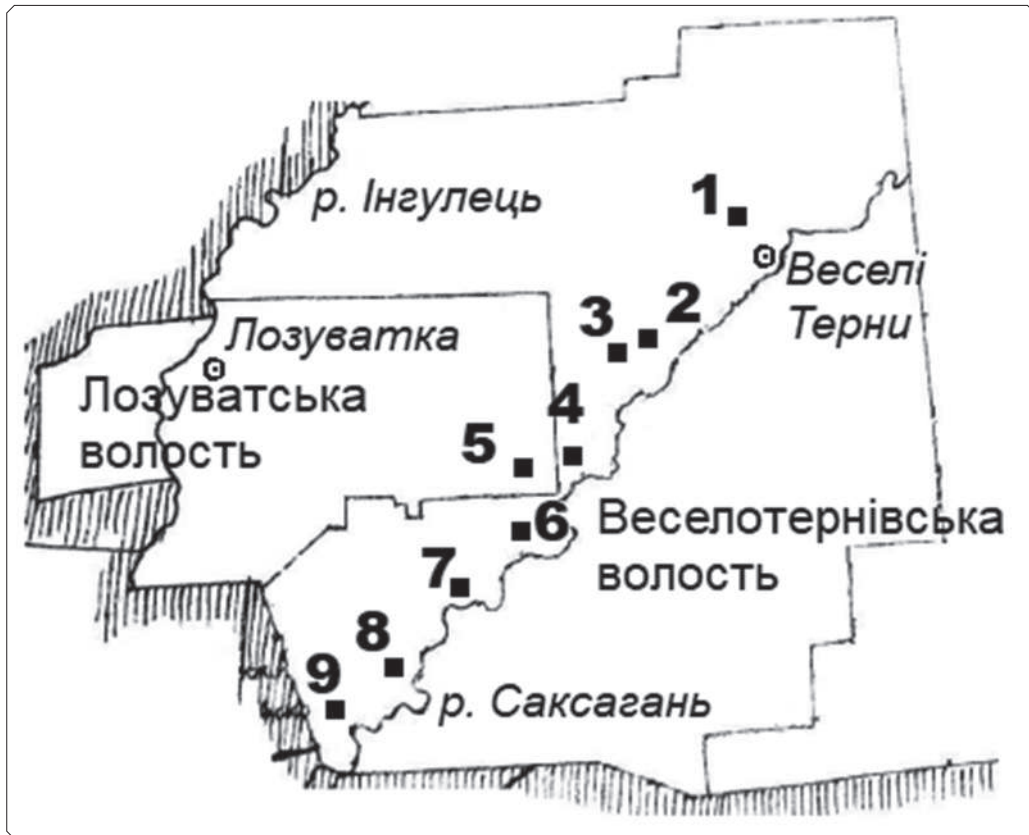 1
р. Інгулець
Веселі
Терни
2
3
Лозуватка
Лозуватська
волость
4
5
6
Веселотернівська
волость
7
8
9
р. Саксагань